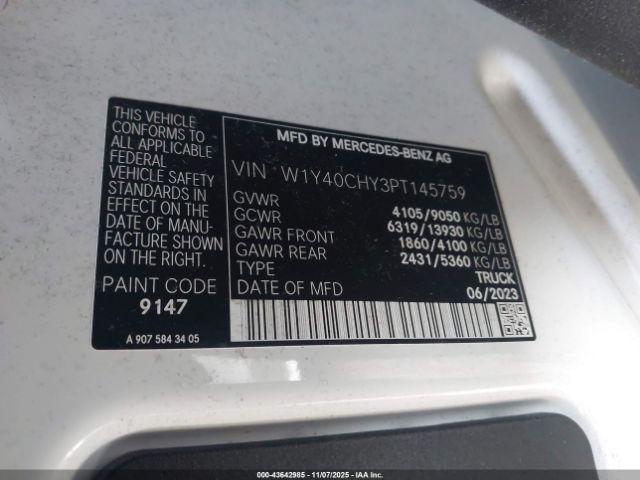 THIS VEHICLE
CONFORMS TO
ALL APPLICABLE
FEDERAL
VEHICLE SAFETY
STANDARDS IN
EFFECT ON THE
DATE OF MANU-
FACTURE SHOWN
ON THE RIGHT.
PAINT CODE
9147
A 907 584 34 05
MFD BY MERCEDES-BENZ AG
VIN W1Y40CHY3PT145759
GVWR 4105/9050 KG/LB
GCWR 6319/13930 KG/LB
GAWR FRONT 1860/4100 KG/LB
GAWR REAR 2431/5360 KG/LB
TYPE TRUCK
DATE OF MFD 06/2023
000-43642985 - 11/07/2025 - IAAI.COM